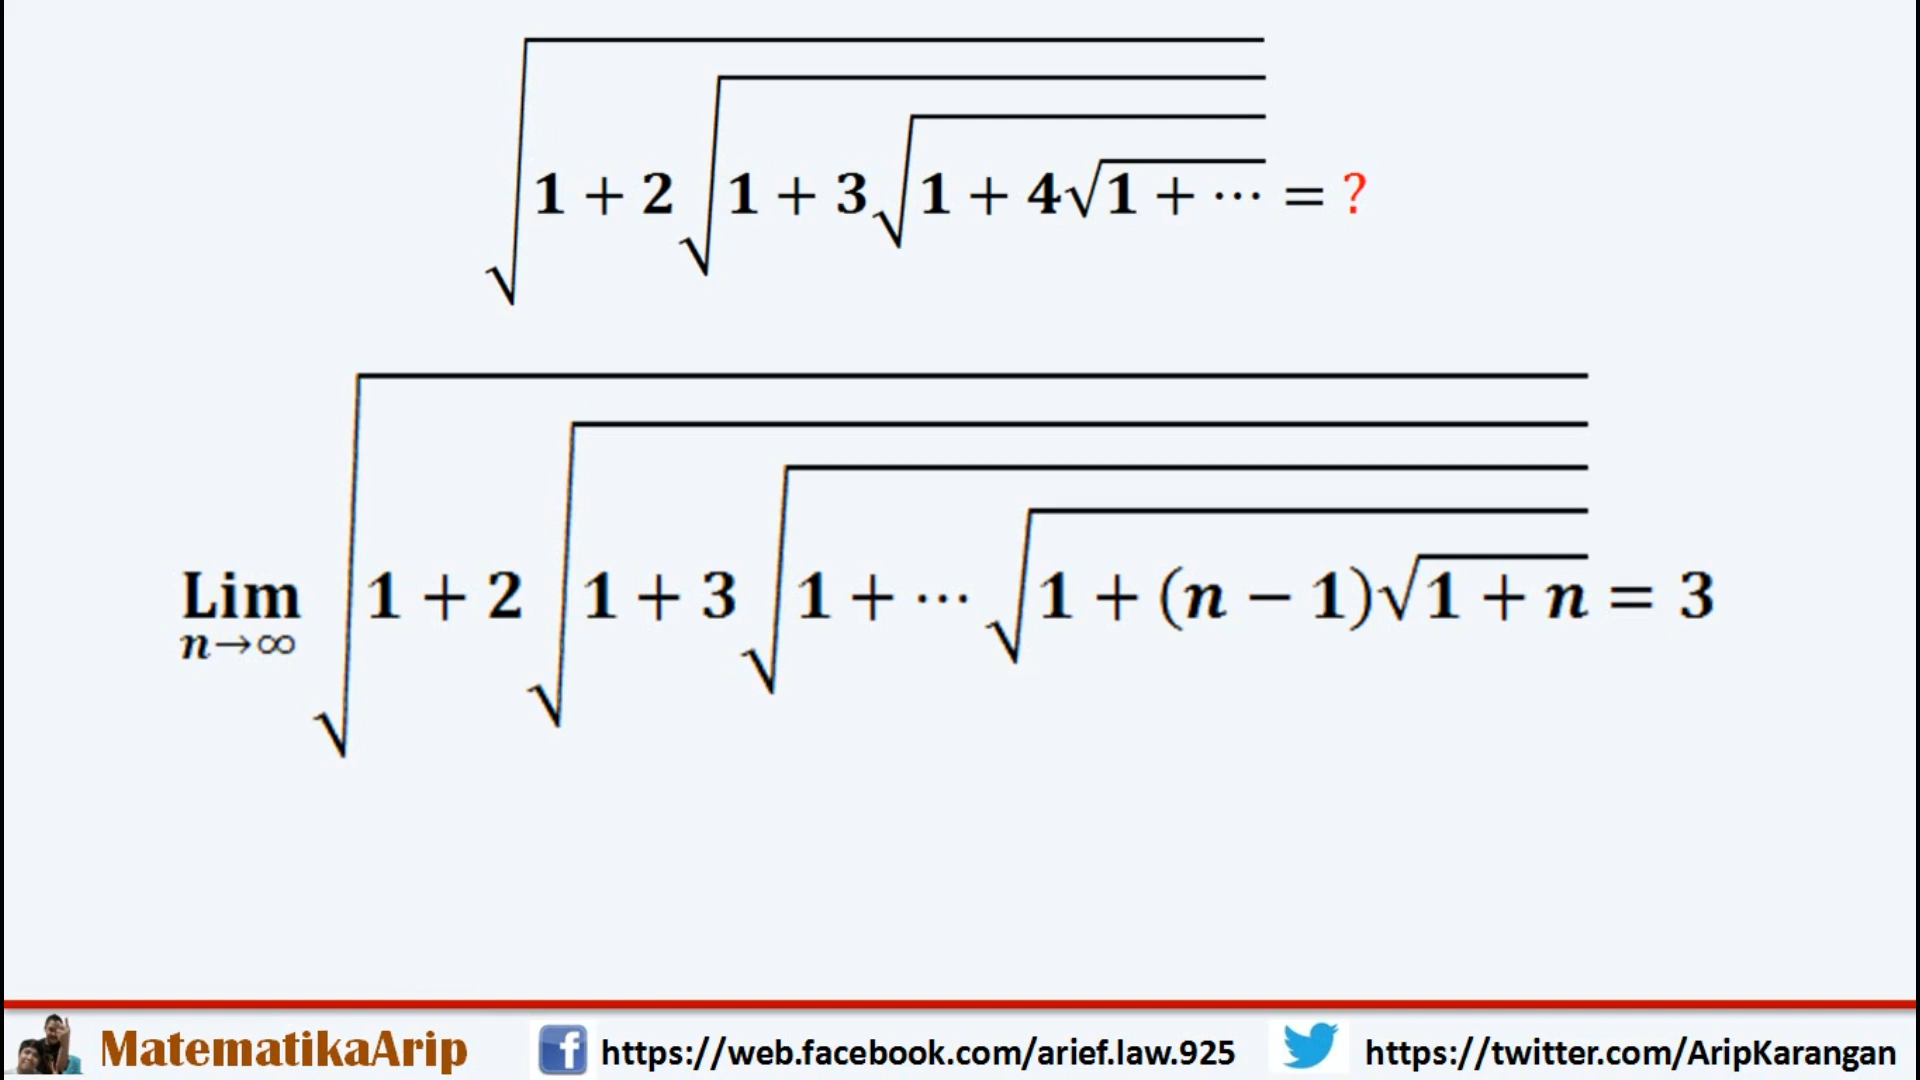 √(1 + 2√(1 + 3√(1 + 4√(1 + ⋯)))) = ?
Lim n→∞ √(1 + 2√(1 + 3√(1 + ⋯ √(1 + (n − 1)√(1 + n))))) = 3
MatematikaArip https://web.facebook.com/arief.law.925 https://twitter.com/AripKarangan